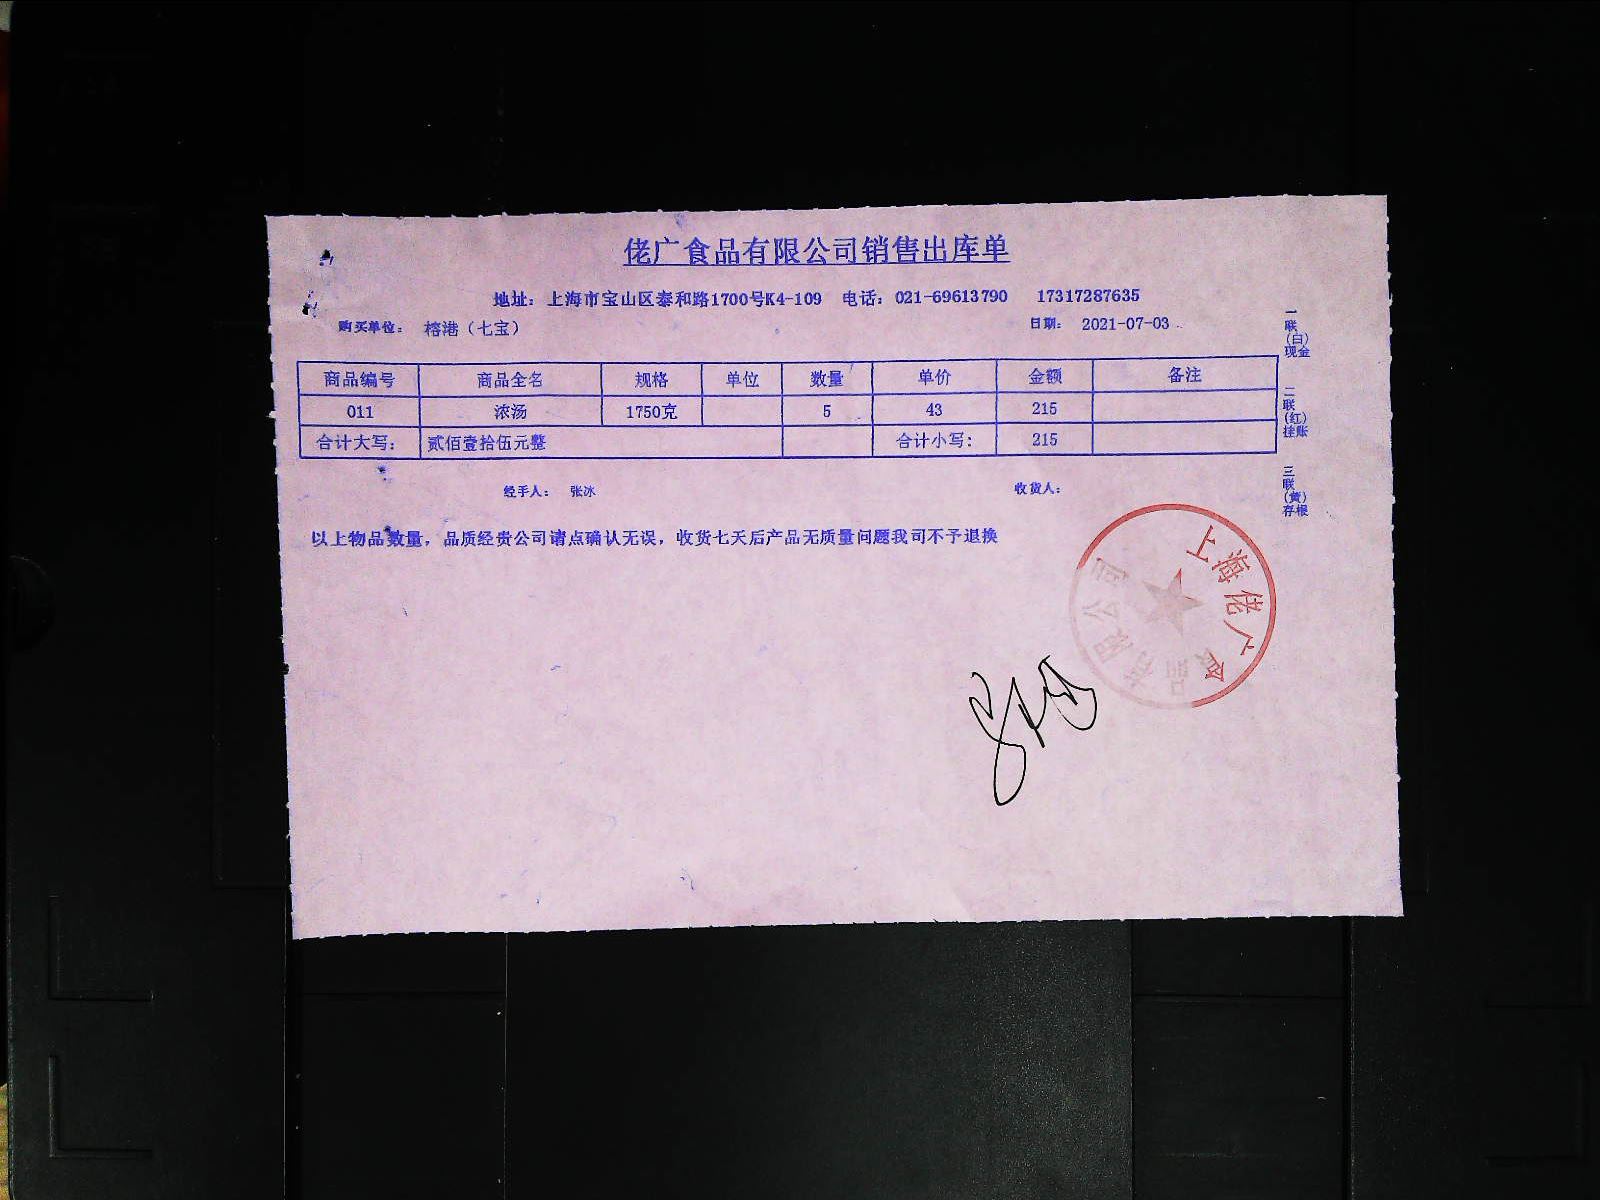 佬广食品有限公司销售出库单
地址：上海市宝山区泰和路1700号K4-109 电话：021-69613790 17317287635
购买单位： 榕港（七宝） 日期： 2021-07-03
商品编号 商品全名 规格 单位 数量 单价 金额 备注
011 浓汤 1750克 5 43 215
合计大写： 贰佰壹拾伍元整 合计小写： 215
经手人： 张冰 收货人：
以上物品数量，品质经贵公司请点确认无误，收货七天后产品无质量问题我司不予退换
一联（白）现金
二联（红）挂账
三联（黄）存根
上海佬广食品有限公司